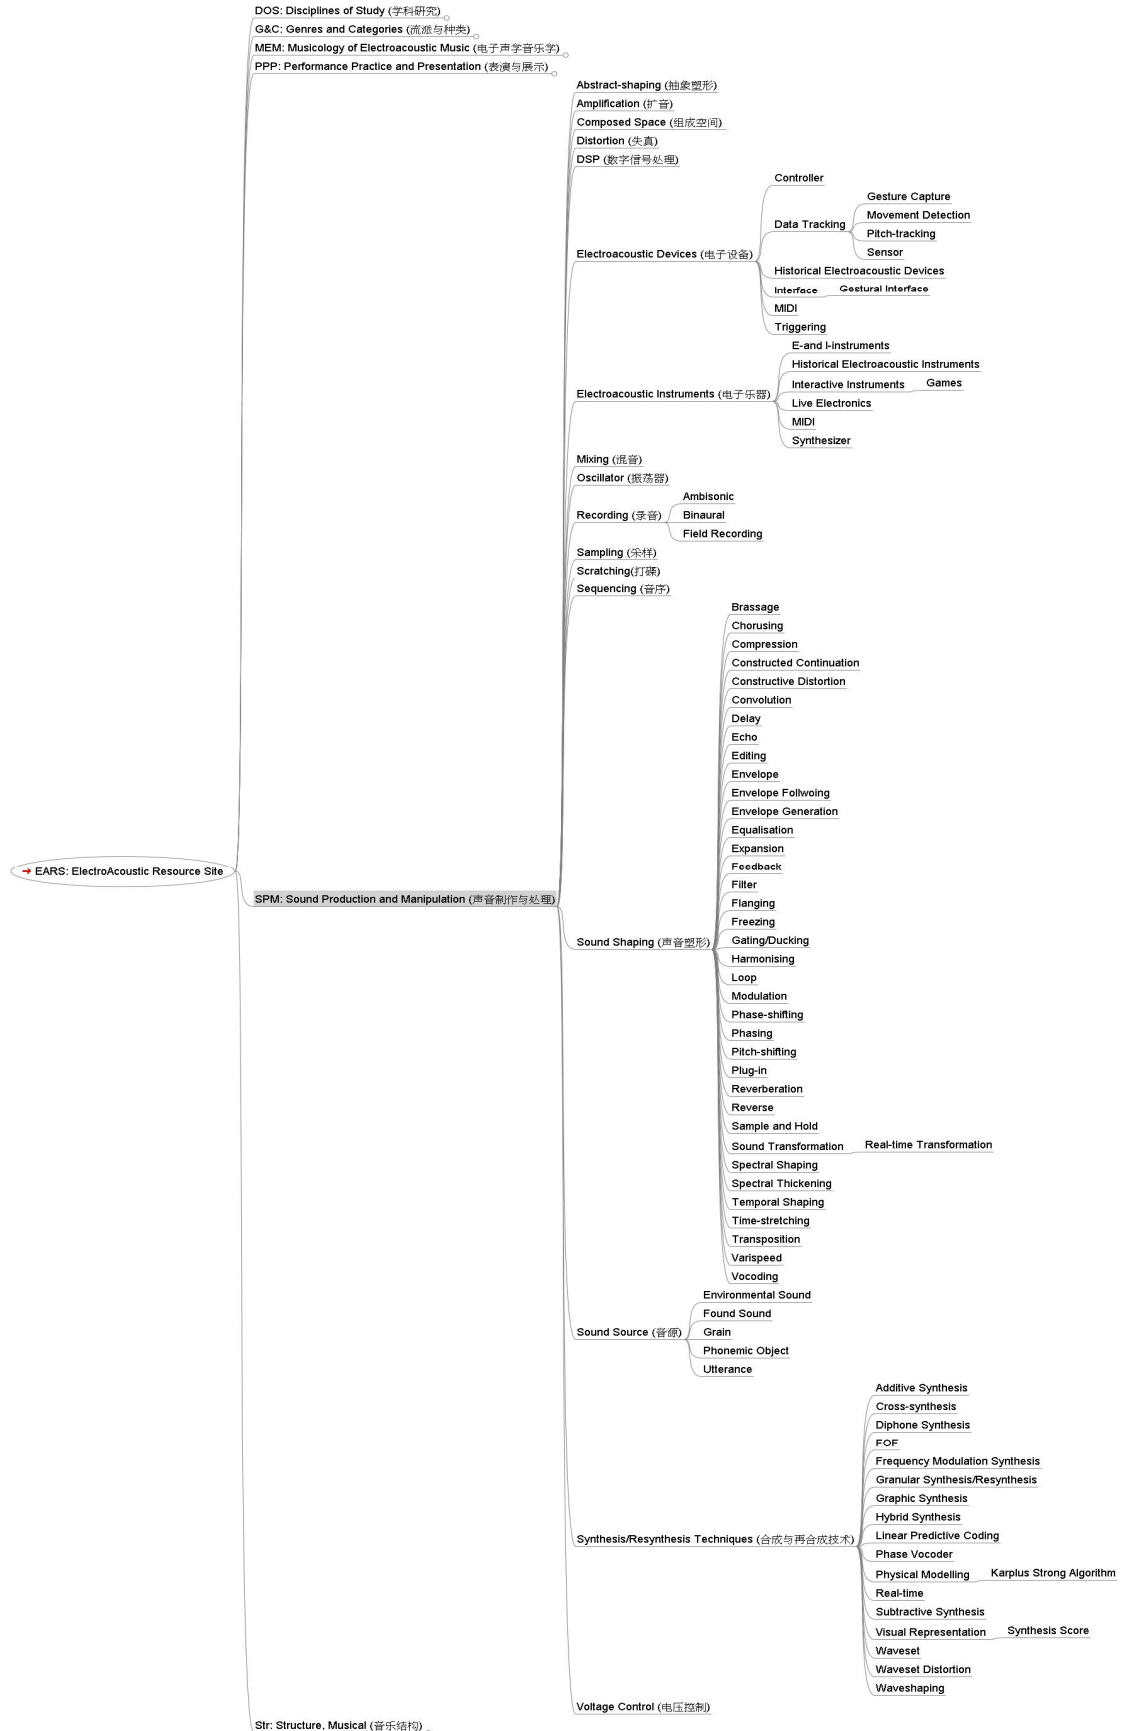 DOS: Disciplines of Study (学科研究)
G&C: Genres and Categories (流派与种类)
MEM: Musicology of Electroacoustic Music (电子声学音乐学)
PPP: Performance Practice and Presentation (表演与展示)
Abstract-shaping (抽象塑形)
Amplification (扩音)
Composed Space (组成空间)
Distortion (失真)
DSP (数字信号处理)
Controller
Gesture Capture
Movement Detection
Data Tracking
Pitch-tracking
Sensor
Electroacoustic Devices (电子设备)
Historical Electroacoustic Devices
Interface
Gestural Interface
MIDI
Triggering
E-and I-instruments
Historical Electroacoustic Instruments
Interactive Instruments
Games
Electroacoustic Instruments (电子乐器)
Live Electronics
MIDI
Synthesizer
Mixing (混音)
Oscillator (振荡器)
Ambisonic
Recording (录音)
Binaural
Field Recording
Sampling (采样)
Scratching(打碟)
Sequencing (音序)
Brassage
Chorusing
Compression
Constructed Continuation
Constructive Distortion
Convolution
Delay
Echo
Editing
Envelope
Envelope Follwoing
Envelope Generation
Equalisation
Expansion
Feedback
EARS: ElectroAcoustic Resource Site
Filter
SPM: Sound Production and Manipulation (声音制作与处理)
Flanging
Freezing
Sound Shaping (声音塑形)
Gating/Ducking
Harmonising
Loop
Modulation
Phase-shifting
Phasing
Pitch-shifting
Plug-in
Reverberation
Reverse
Sample and Hold
Sound Transformation
Real-time Transformation
Spectral Shaping
Spectral Thickening
Temporal Shaping
Time-stretching
Transposition
Varispeed
Vocoding
Environmental Sound
Found Sound
Sound Source (音源)
Grain
Phonemic Object
Utterance
Additive Synthesis
Cross-synthesis
Diphone Synthesis
FOF
Frequency Modulation Synthesis
Granular Synthesis/Resynthesis
Graphic Synthesis
Hybrid Synthesis
Synthesis/Resynthesis Techniques (合成与再合成技术)
Linear Predictive Coding
Phase Vocoder
Physical Modelling
Karplus Strong Algorithm
Real-time
Subtractive Synthesis
Visual Representation
Synthesis Score
Waveset
Waveset Distortion
Waveshaping
Voltage Control (电压控制)
Str: Structure, Musical (音乐结构)